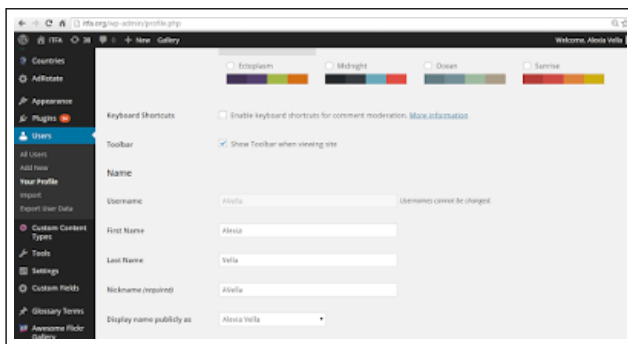 itfa.org/wp-admin/profile.php
ITFA 38 0 + New Gallery Welcome, Alexia Vella
Countries
AdRotate
Appearance
Plugins
Users
All Users
Add New
Your Profile
Import
Export User Data
Custom Content Types
Tools
Settings
Custom Fields
Glossary Terms
Awesome Flickr Gallery
Ectoplasm Midnight Ocean Sunrise
Keyboard Shortcuts Enable keyboard shortcuts for comment moderation. More information
Toolbar Show Toolbar when viewing site
Name
Username AVella Usernames cannot be changed.
First Name Alexia
Last Name Vella
Nickname (required) AVella
Display name publicly as Alexia Vella